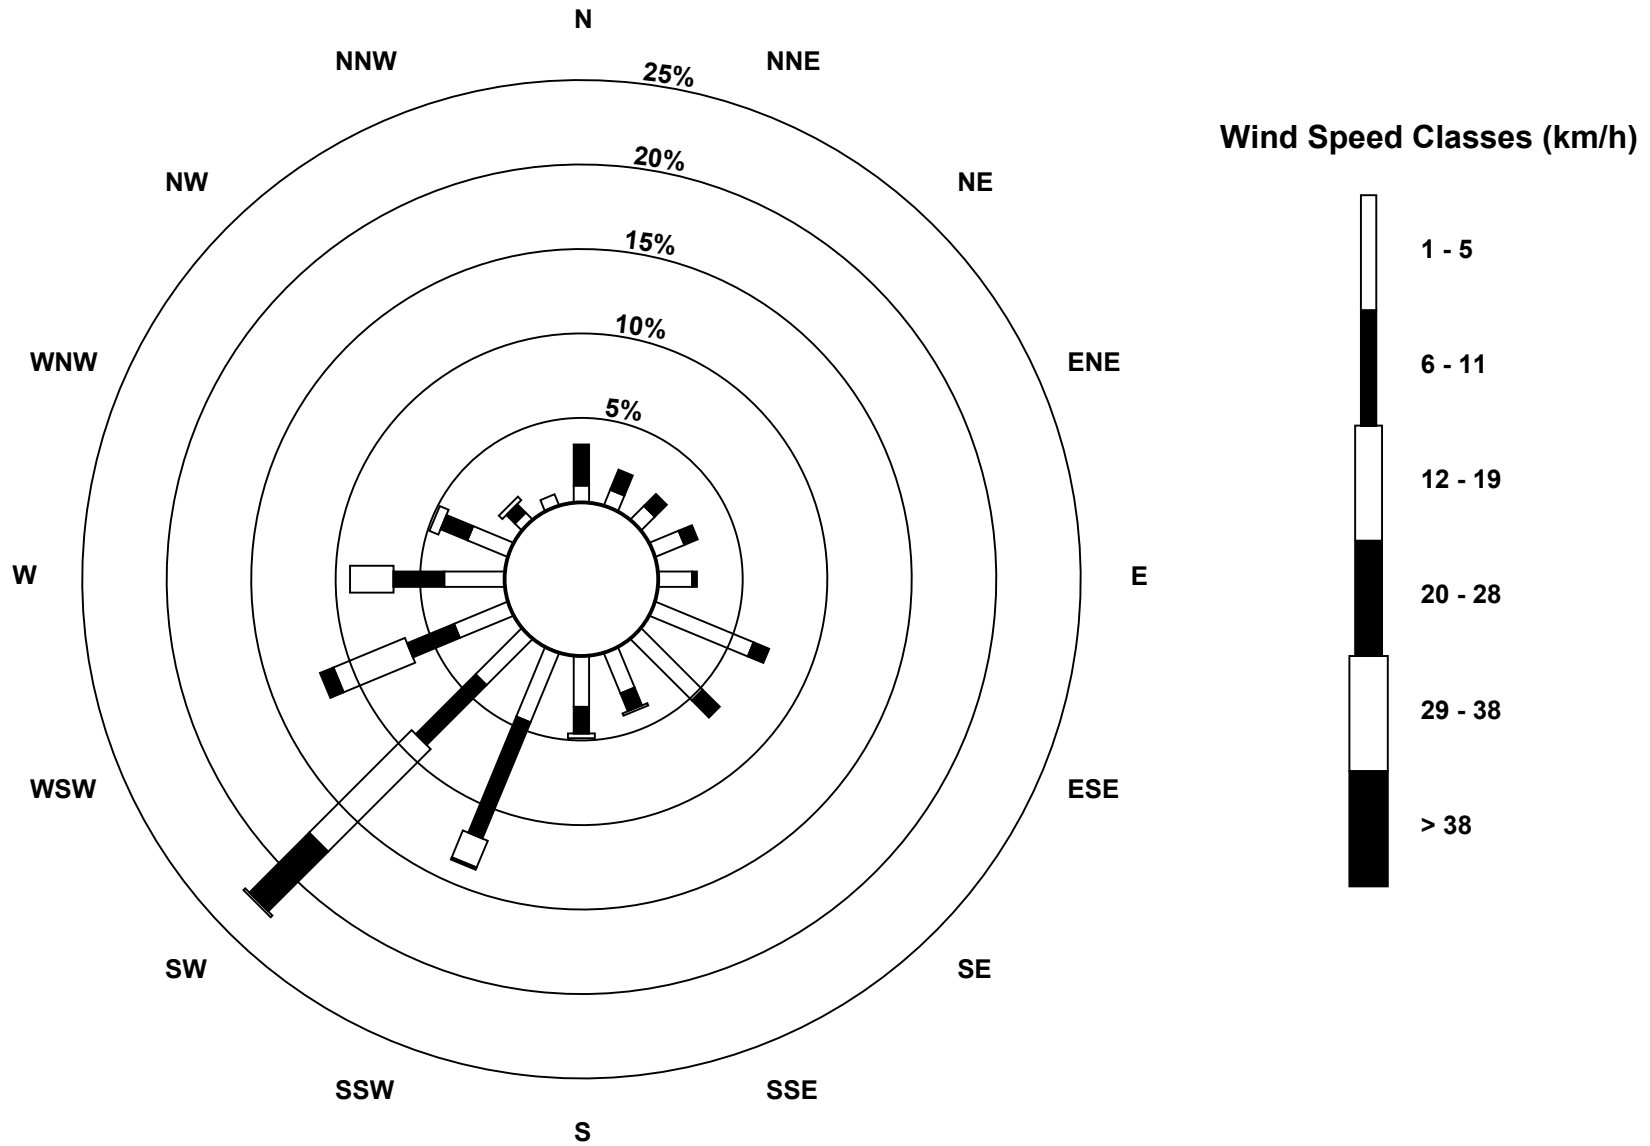 N
NNW
NNE
25%
Wind Speed Classes (km/h)
20%
NW
NE
15%
1 - 5
10%
WNW
ENE
6 - 11
5%
12 - 19
W
E
20 - 28
29 - 38
WSW
ESE
> 38
SW
SE
SSW
SSE
S